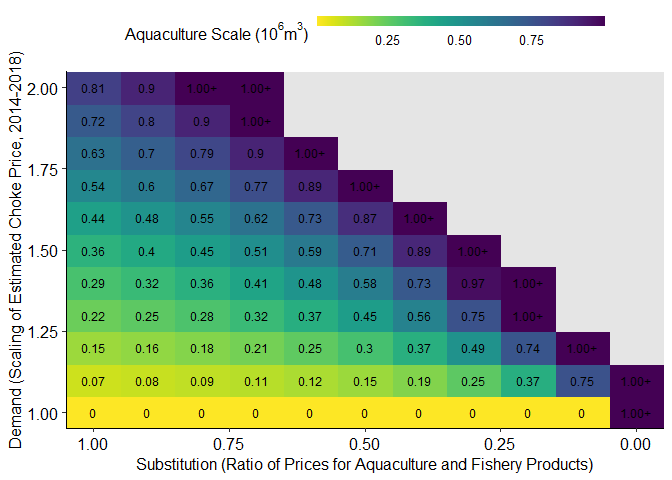 Aquaculture Scale (10⁶m³)
0.25 0.50 0.75
Demand (Scaling of Estimated Choke Price, 2014-2018)
2.00 0.81 0.9 1.00+ 1.00+
0.72 0.8 0.9 1.00+
0.63 0.7 0.79 0.9 1.00+
1.75
0.54 0.6 0.67 0.77 0.89 1.00+
0.44 0.48 0.55 0.62 0.73 0.87 1.00+
1.50
0.36 0.4 0.45 0.51 0.59 0.71 0.89 1.00+
0.29 0.32 0.36 0.41 0.48 0.58 0.73 0.97 1.00+
1.25
0.22 0.25 0.28 0.32 0.37 0.45 0.56 0.75 1.00+
0.15 0.16 0.18 0.21 0.25 0.3 0.37 0.49 0.74 1.00+
0.07 0.08 0.09 0.11 0.12 0.15 0.19 0.25 0.37 0.75 1.00+
1.00 0 0 0 0 0 0 0 0 0 0 1.00+
1.00 0.75 0.50 0.25 0.00
Substitution (Ratio of Prices for Aquaculture and Fishery Products)